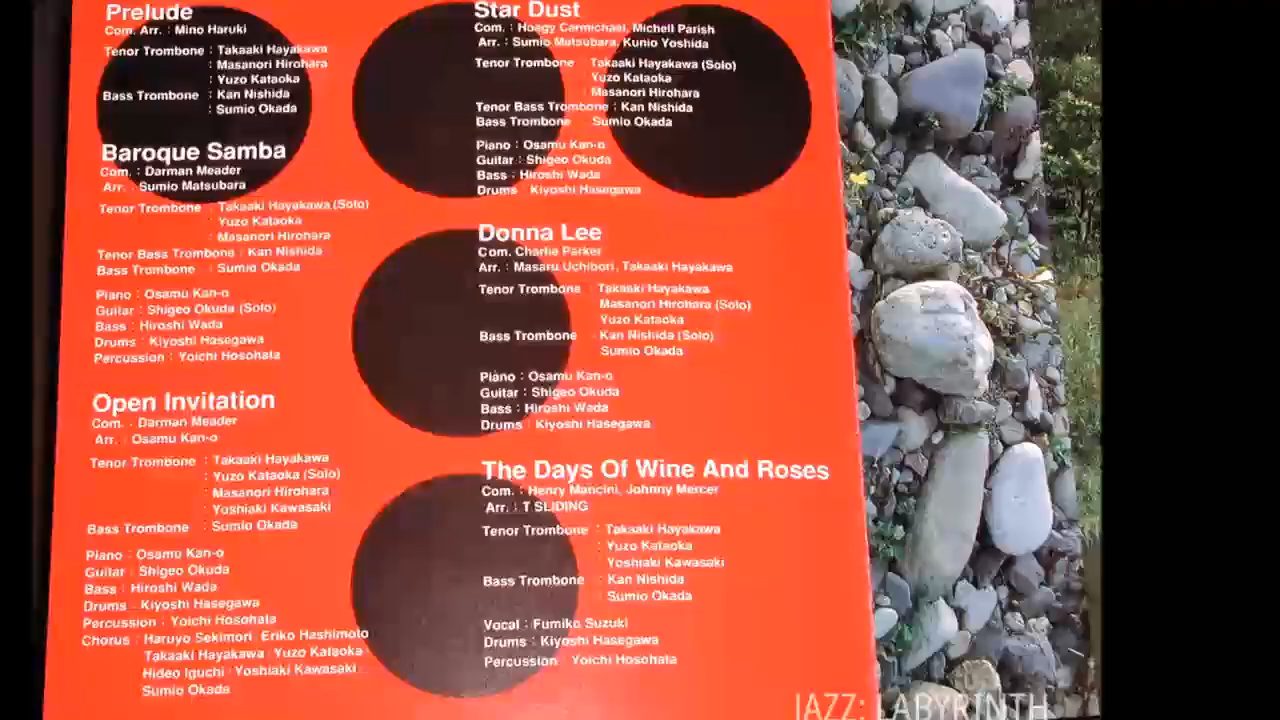 Prelude
Com. Arr. : Mino Haruki
Tenor Trombone : Takaaki Hayakawa
: Masanori Hirohara
: Yuzo Kataoka
Bass Trombone : Kan Nishida
: Sumio Okada
Baroque Samba
Com. : Darman Meader
Arr. : Sumio Matsubara
Tenor Trombone : Takaaki Hayakawa (Solo)
: Yuzo Kataoka
: Masanori Hirohara
Tenor Bass Trombone : Kan Nishida
Bass Trombone : Sumio Okada
Piano : Osamu Kan-o
Guitar : Shigeo Okuda (Solo)
Bass : Hiroshi Wada
Drums : Kiyoshi Hasegawa
Percussion : Yoichi Hosohala
Open Invitation
Com. : Darman Meader
Arr. : Osamu Kan-o
Tenor Trombone : Takaaki Hayakawa
: Yuzo Kataoka (Solo)
: Masanori Hirohara
: Yoshiaki Kawasaki
Bass Trombone : Sumio Okada
Piano : Osamu Kan-o
Guitar : Shigeo Okuda
Bass : Hiroshi Wada
Drums : Kiyoshi Hasegawa
Percussion : Yoichi Hosohala
Chorus : Haruyo Sekimori · Eriko Hashimoto
Takaaki Hayakawa · Yuzo Kataoka
Hideo Iguchi · Yoshiaki Kawasaki
Sumio Okada
Star Dust
Com. : Hoagy Carmichael, Michell Parish
Arr. : Sumio Matsubara, Kunio Yoshida
Tenor Trombone : Takaaki Hayakawa (Solo)
: Yuzo Kataoka
: Masanori Hirohara
Tenor Bass Trombone : Kan Nishida
Bass Trombone : Sumio Okada
Piano : Osamu Kan-o
Guitar : Shigeo Okuda
Bass : Hiroshi Wada
Drums : Kiyoshi Hasegawa
Donna Lee
Com. Charlie Parker
Arr. : Masaru Uchibori, Takaaki Hayakawa
Tenor Trombone : Takaaki Hayakawa
Masanori Hirohara (Solo)
Yuzo Kataoka
Bass Trombone : Kan Nishida (Solo)
Sumio Okada
Piano : Osamu Kan-o
Guitar : Shigeo Okuda
Bass : Hiroshi Wada
Drums : Kiyoshi Hasegawa
The Days Of Wine And Roses
Com. : Henry Mancini, Johnny Mercer
Arr. : T SLIDING
Tenor Trombone : Takaaki Hayakawa
: Yuzo Kataoka
: Yoshiaki Kawasaki
Bass Trombone : Kan Nishida
: Sumio Okada
Vocal : Fumiko Suzuki
Drums : Kiyoshi Hasegawa
Percussion : Yoichi Hosohala
JAZZ: LABYRINTH